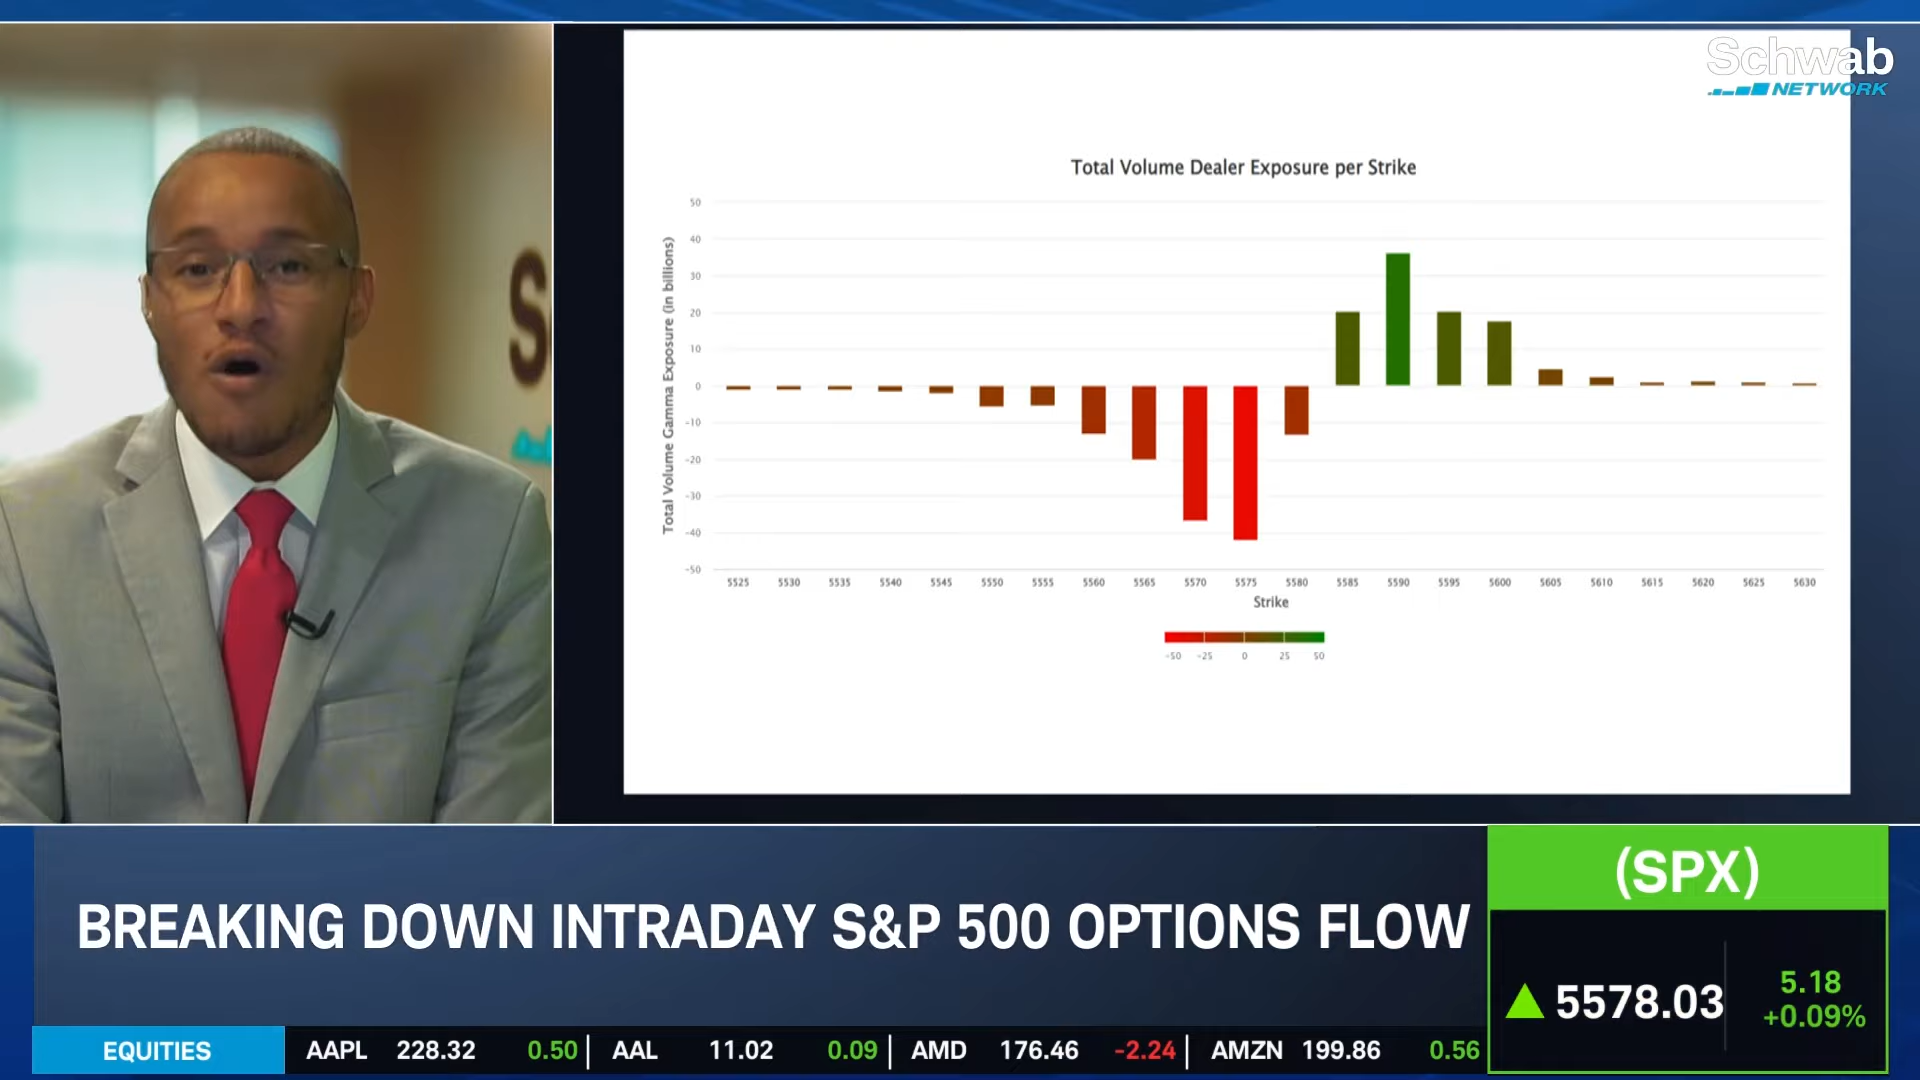 Schwab
NETWORK
Total Volume Dealer Exposure per Strike
Total Volume Gamma Exposure (in billions)
50
40
30
20
10
0
-10
-20
-30
-40
-50
5525 5530 5535 5540 5545 5550 5555 5560 5565 5570 5575 5580 5585 5590 5595 5600 5605 5610 5615 5620 5625 5630
Strike
-50 -25 0 25 50
BREAKING DOWN INTRADAY S&P 500 OPTIONS FLOW
(SPX)
5578.03
5.18
+0.09%
EQUITIES
AAPL 228.32 0.50 AAL 11.02 0.09 AMD 176.46 -2.24 AMZN 199.86 0.56